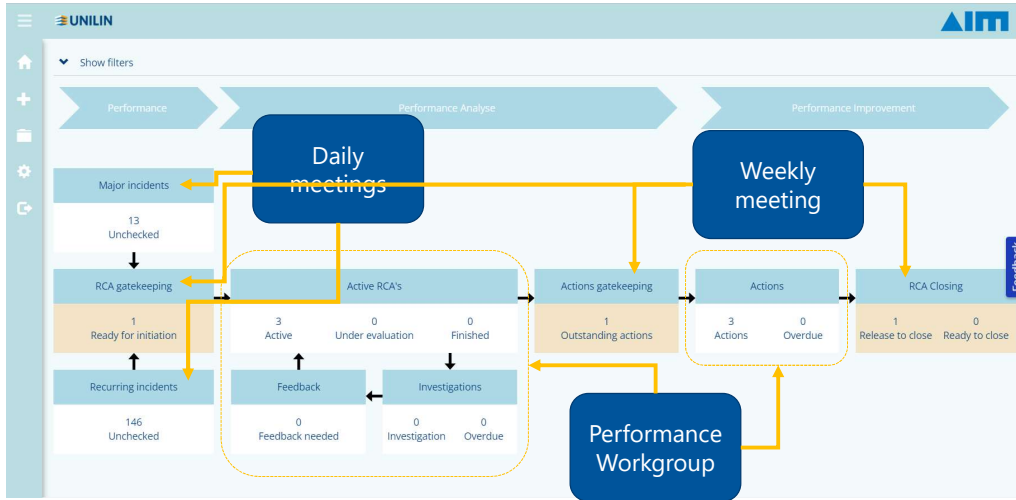 UNILIN
AIM
Show filters
Performance
Performance Analyse
Performance Improvement
Daily
meetings
Weekly
meeting
Major incidents
13
Unchecked
RCA gatekeeping
1
Ready for initiation
Recurring incidents
146
Unchecked
Active RCA's
3
Active
0
Under evaluation
0
Finished
Feedback
0
Feedback needed
Investigations
0
Investigation
0
Overdue
Actions gatekeeping
1
Outstanding actions
Actions
3
Actions
0
Overdue
RCA Closing
1
Release to close
0
Ready to close
Performance
Workgroup
Feedback